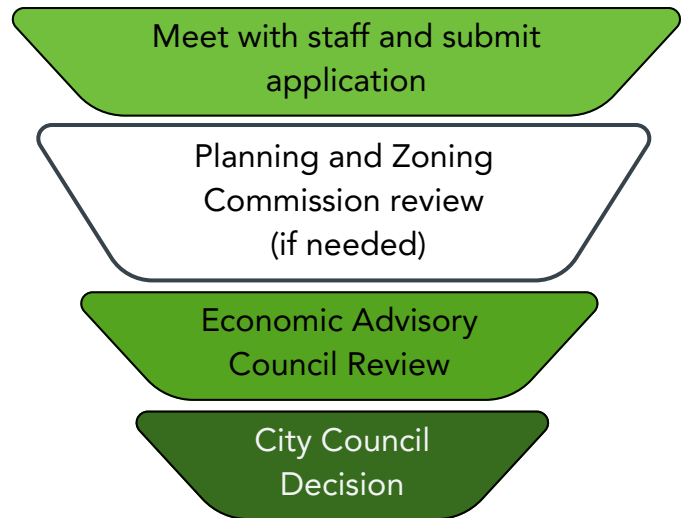 Meet with staff and submit
application
Planning and Zoning
Commission review
(if needed)
Economic Advisory
Council Review
City Council
Decision